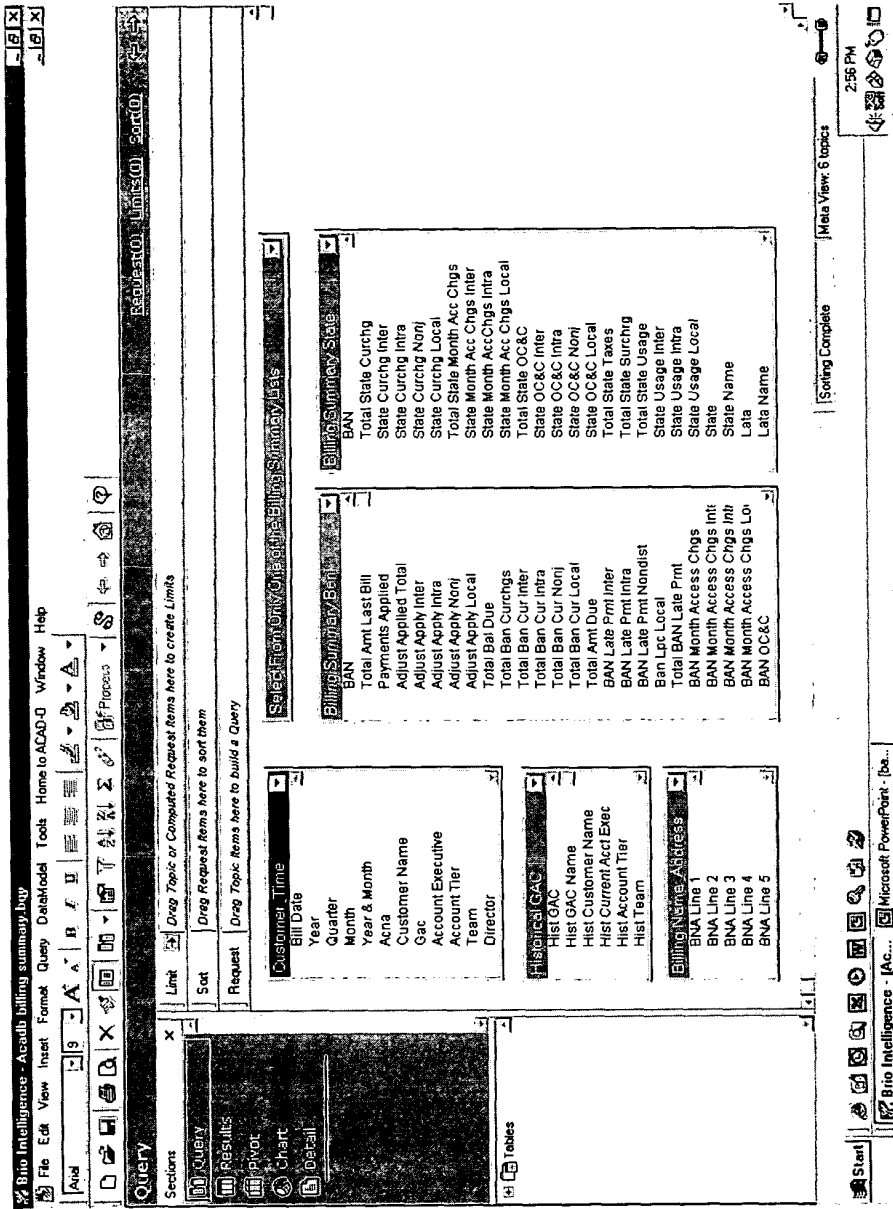 Brio Intelligence - Acadb billing summary.bqy
File Edit View Insert Format Query DataModel Tools Home to ACAD-D Window Help
Arial 9 A A B I U
Process
Query
Request(0) Limits(0) Sort(0)
Sections
Query
Results
Pivot
Chart
Detail
Tables
Limit Drag Topic or Computed Request Items here to create Limits
Sort Drag Request Items here to sort them
Request Drag Topic Items here to build a Query
Select From Only One of the Billing Summary Lists
Customer_Time
Bill Date
Year
Quarter
Month
Year & Month
Acna
Customer Name
Gac
Account Executive
Account Tier
Team
Director
Historical GAC
Hist GAC
Hist GAC Name
Hist Customer Name
Hist Current Acct Exec
Hist Account Tier
Hist Team
Billing Name_Address
BNA Line 1
BNA Line 2
BNA Line 3
BNA Line 4
BNA Line 5
Billing Summary Ban
BAN
Total Amt Last Bill
Payments Applied
Adjust Applied Total
Adjust Apply Inter
Adjust Apply Intra
Adjust Apply Nonj
Adjust Apply Local
Total Bal Due
Total Ban Curchgs
Total Ban Cur Inter
Total Ban Cur Intra
Total Ban Cur Nonj
Total Ban Cur Local
Total Amt Due
BAN Late Pmt Inter
BAN Late Pmt Intra
BAN Late Pmt Nondist
Ban Lpc Local
Total BAN Late Pmt
BAN Month Access Chgs
BAN Month Access Chgs Inte
BAN Month Access Chgs Intr
BAN Month Access Chgs Loc
BAN OC&C
Billing Summary State
BAN
Total State Curchg
State Curchg Inter
State Curchg Intra
State Curchg Nonj
State Curchg Local
Total State Month Acc Chgs
State Month Acc Chgs Inter
State Month AccChgs Intra
State Month Acc Chgs Local
Total State OC&C
State OC&C Inter
State OC&C Intra
State OC&C Nonj
State OC&C Local
Total State Taxes
Total State Surchrg
Total State Usage
State Usage Inter
State Usage Intra
State Usage Local
State
State Name
Lata
Lata Name
Sorting Complete
Meta View: 6 topics
Start
Brio Intelligence - [Ac...
Microsoft PowerPoint - [ba...
2:56 PM